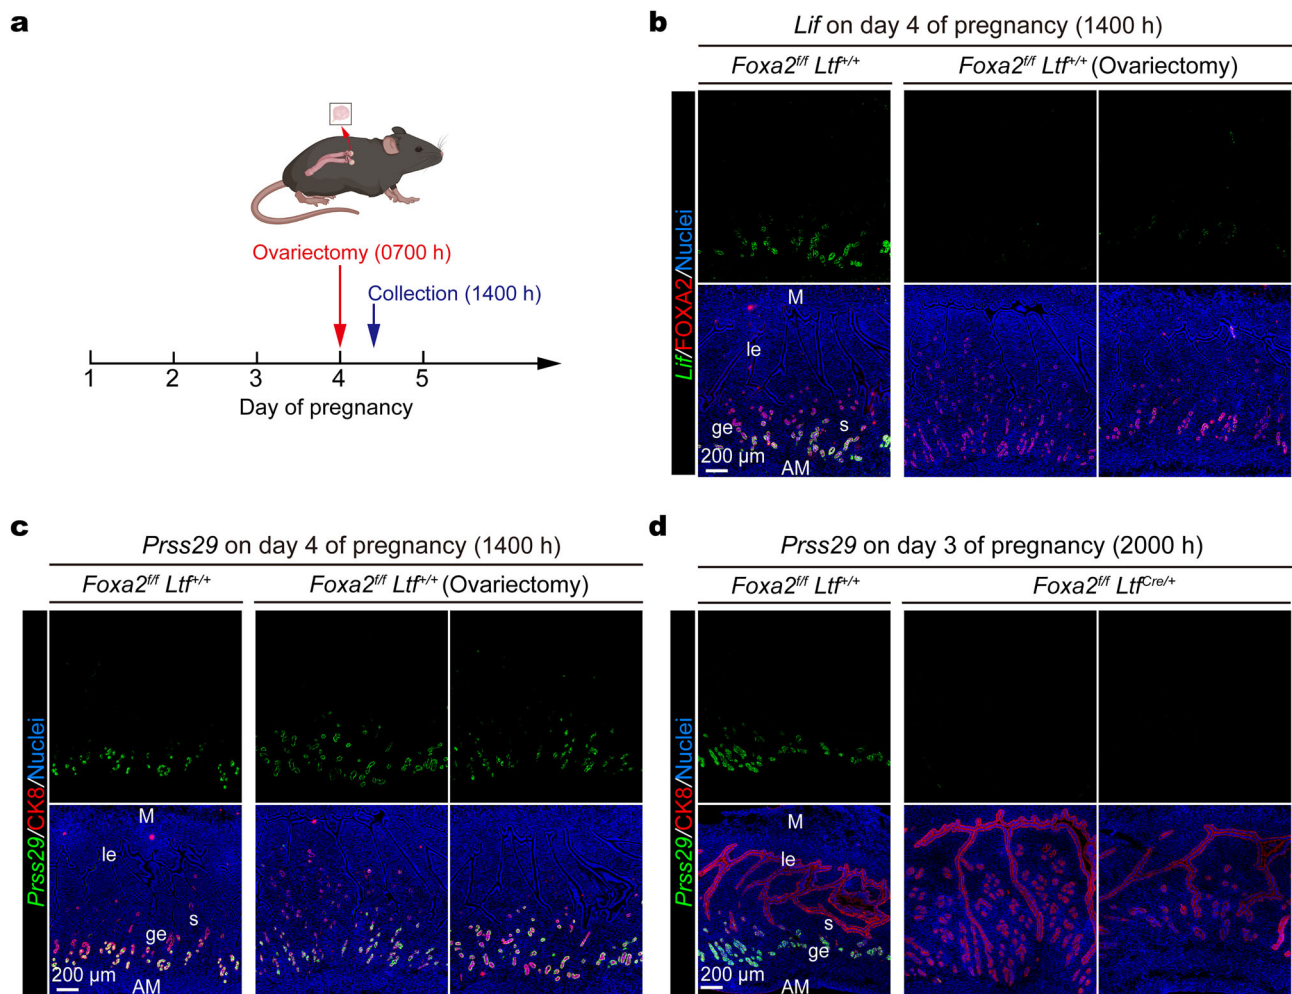 a
Ovariectomy (0700 h)
Collection (1400 h)
1 2 3 4 5
Day of pregnancy
b
Lif on day 4 of pregnancy (1400 h)
Foxa2f/f Ltf+/+
Foxa2f/f Ltf+/+ (Ovariectomy)
Lif/FOXA2/Nuclei
M
le
ge
s
200 µm
AM
c
Prss29 on day 4 of pregnancy (1400 h)
Foxa2f/f Ltf+/+
Foxa2f/f Ltf+/+ (Ovariectomy)
Prss29/CK8/Nuclei
M
le
s
ge
200 µm
AM
d
Prss29 on day 3 of pregnancy (2000 h)
Foxa2f/f Ltf+/+
Foxa2f/f LtfCre/+
Prss29/CK8/Nuclei
M
le
s
ge
200 µm
AM